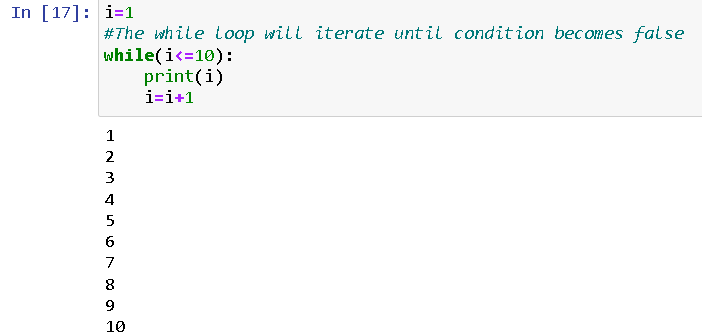 In [17]: i=1
#The while loop will iterate until condition becomes false
while(i<=10):
    print(i)
    i=i+1
1
2
3
4
5
6
7
8
9
10